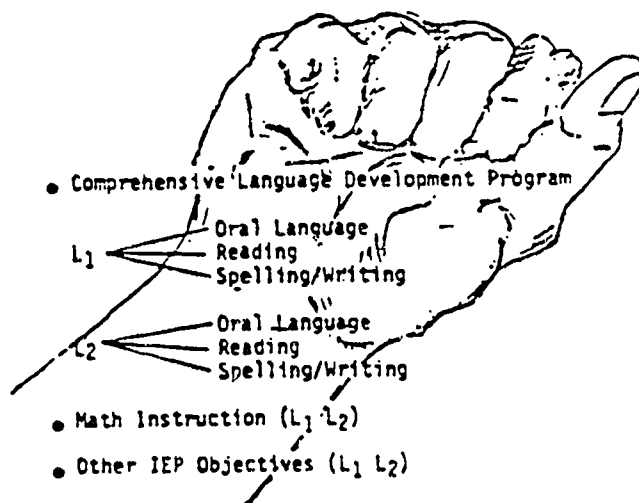 • Comprehensive Language Development Program
Oral Language
L1 Reading
Spelling/Writing
Oral Language
L2 Reading
Spelling/Writing
• Math Instruction (L1 L2)
• Other IEP Objectives (L1 L2)